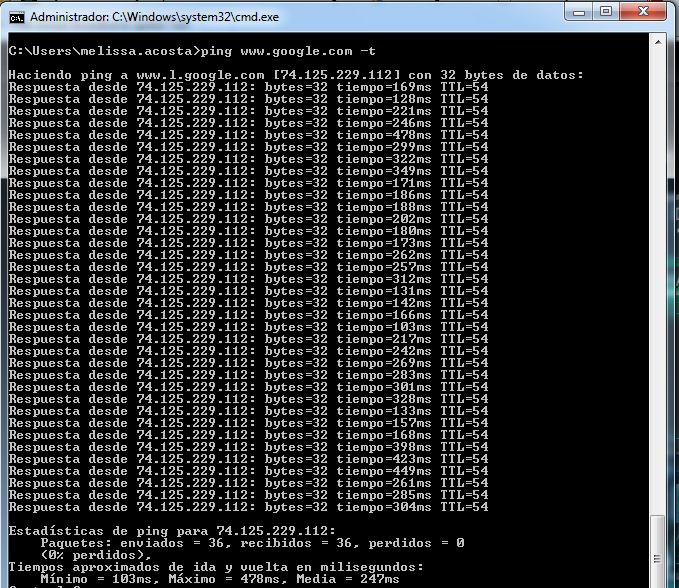 Administrador: C:\Windows\system32\cmd.exe
C:\Users\melissa.acosta>ping www.google.com -t
Haciendo ping a www.l.google.com [74.125.229.112] con 32 bytes de datos:
Respuesta desde 74.125.229.112: bytes=32 tiempo=169ms TTL=54
Respuesta desde 74.125.229.112: bytes=32 tiempo=128ms TTL=54
Respuesta desde 74.125.229.112: bytes=32 tiempo=221ms TTL=54
Respuesta desde 74.125.229.112: bytes=32 tiempo=246ms TTL=54
Respuesta desde 74.125.229.112: bytes=32 tiempo=478ms TTL=54
Respuesta desde 74.125.229.112: bytes=32 tiempo=299ms TTL=54
Respuesta desde 74.125.229.112: bytes=32 tiempo=322ms TTL=54
Respuesta desde 74.125.229.112: bytes=32 tiempo=349ms TTL=54
Respuesta desde 74.125.229.112: bytes=32 tiempo=171ms TTL=54
Respuesta desde 74.125.229.112: bytes=32 tiempo=186ms TTL=54
Respuesta desde 74.125.229.112: bytes=32 tiempo=188ms TTL=54
Respuesta desde 74.125.229.112: bytes=32 tiempo=202ms TTL=54
Respuesta desde 74.125.229.112: bytes=32 tiempo=180ms TTL=54
Respuesta desde 74.125.229.112: bytes=32 tiempo=173ms TTL=54
Respuesta desde 74.125.229.112: bytes=32 tiempo=262ms TTL=54
Respuesta desde 74.125.229.112: bytes=32 tiempo=257ms TTL=54
Respuesta desde 74.125.229.112: bytes=32 tiempo=312ms TTL=54
Respuesta desde 74.125.229.112: bytes=32 tiempo=131ms TTL=54
Respuesta desde 74.125.229.112: bytes=32 tiempo=142ms TTL=54
Respuesta desde 74.125.229.112: bytes=32 tiempo=166ms TTL=54
Respuesta desde 74.125.229.112: bytes=32 tiempo=103ms TTL=54
Respuesta desde 74.125.229.112: bytes=32 tiempo=217ms TTL=54
Respuesta desde 74.125.229.112: bytes=32 tiempo=242ms TTL=54
Respuesta desde 74.125.229.112: bytes=32 tiempo=269ms TTL=54
Respuesta desde 74.125.229.112: bytes=32 tiempo=283ms TTL=54
Respuesta desde 74.125.229.112: bytes=32 tiempo=301ms TTL=54
Respuesta desde 74.125.229.112: bytes=32 tiempo=328ms TTL=54
Respuesta desde 74.125.229.112: bytes=32 tiempo=133ms TTL=54
Respuesta desde 74.125.229.112: bytes=32 tiempo=157ms TTL=54
Respuesta desde 74.125.229.112: bytes=32 tiempo=168ms TTL=54
Respuesta desde 74.125.229.112: bytes=32 tiempo=398ms TTL=54
Respuesta desde 74.125.229.112: bytes=32 tiempo=423ms TTL=54
Respuesta desde 74.125.229.112: bytes=32 tiempo=449ms TTL=54
Respuesta desde 74.125.229.112: bytes=32 tiempo=261ms TTL=54
Respuesta desde 74.125.229.112: bytes=32 tiempo=285ms TTL=54
Respuesta desde 74.125.229.112: bytes=32 tiempo=304ms TTL=54
Estadísticas de ping para 74.125.229.112:
Paquetes: enviados = 36, recibidos = 36, perdidos = 0
(0% perdidos),
Tiempos aproximados de ida y vuelta en milisegundos:
Mínimo = 103ms, Máximo = 478ms, Media = 247ms